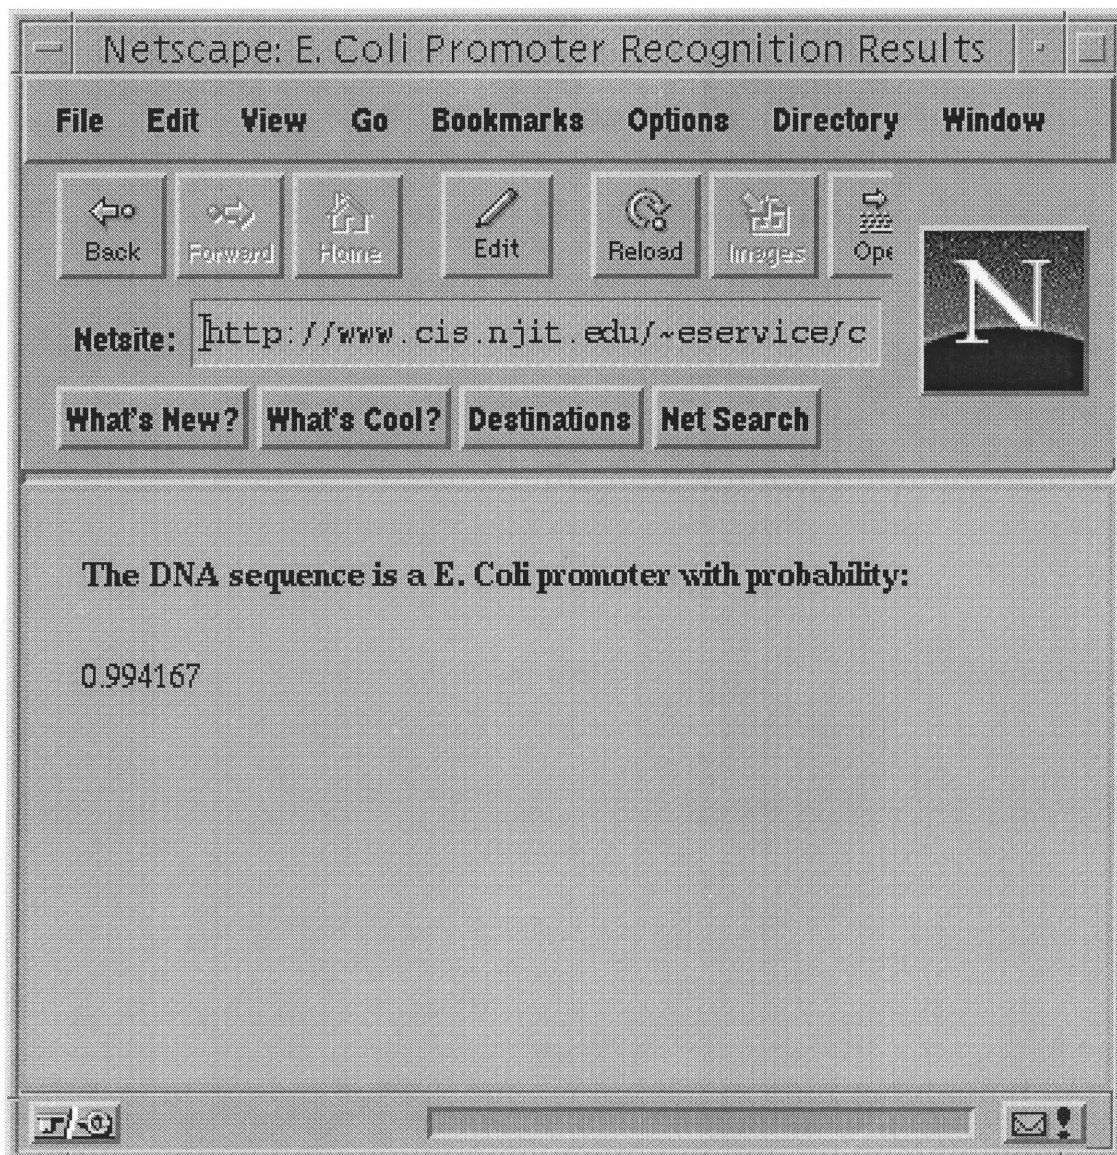 Netscape: E. Coli Promoter Recognition Results
File Edit View Go Bookmarks Options Directory Window
Back Forward Home Edit Reload Images Ope
N
Netsite: http://www.cis.njit.edu/~eservice/c
What's New? What's Cool? Destinations Net Search
The DNA sequence is a E. Coli promoter with probability:
0.994167